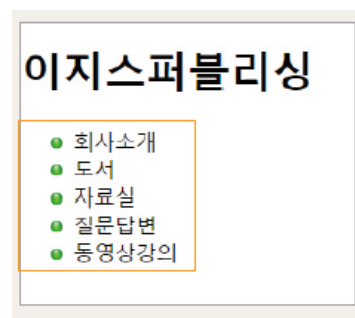 이지스퍼블리싱
회사소개
도서
자료실
질문답변
동영상강의